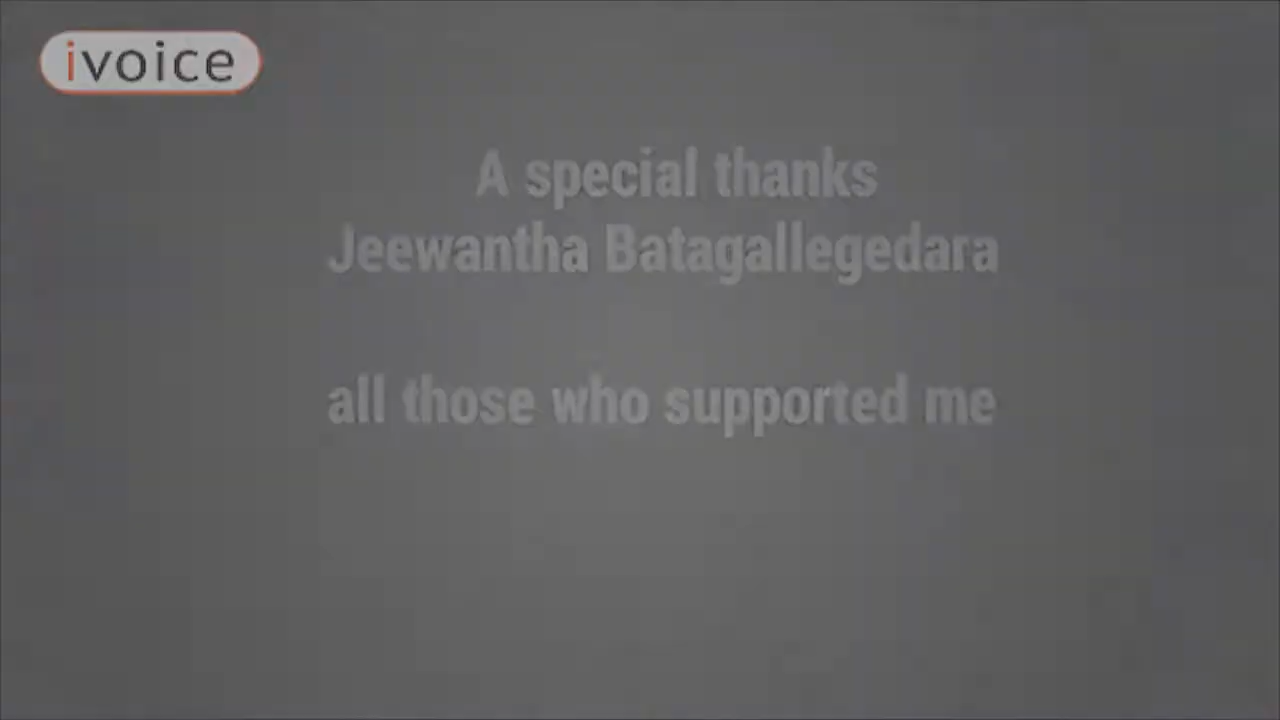 ivoice
A special thanks
Jeewantha Batagallegedara
all those who supported me